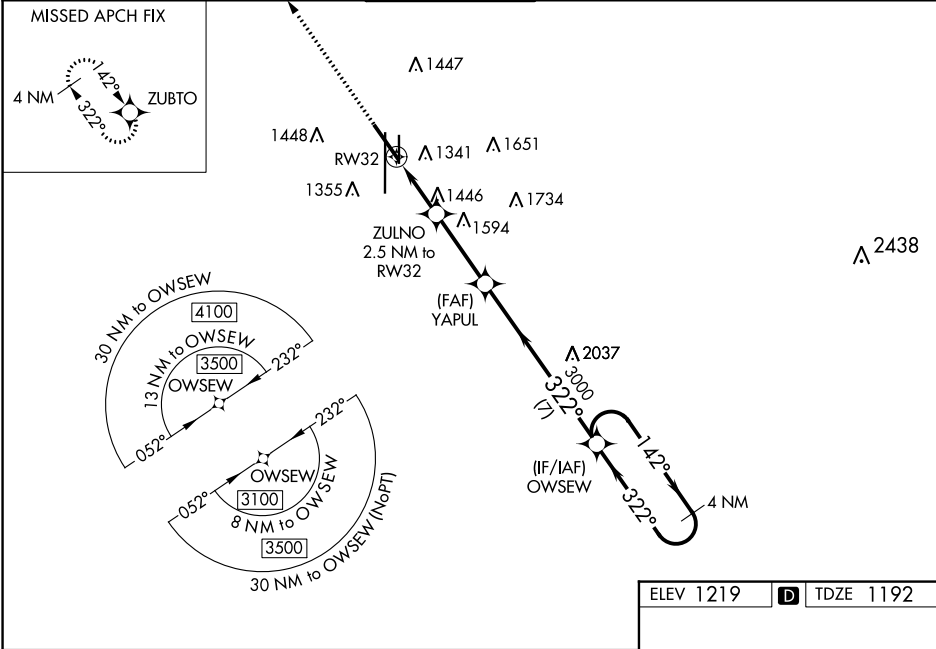 MISSED APCH FIX
4 NM
142°
322°
ZUBTO
1447
1448
RW32
1341
1651
1355
1446
1734
1594
ZULNO
2.5 NM to
RW32
2438
(FAF)
YAPUL
2037
3000
322°
(7)
(IF/IAF)
OWSEW
142°
322°
4 NM
30 NM to OWSEW
4100
13 NM to OWSEW
3500
OWSEW
232°
052°
232°
OWSEW
052°
3100
8 NM to OWSEW
3500
30 NM to OWSEW (NoPT)
ELEV 1219 D TDZE 1192